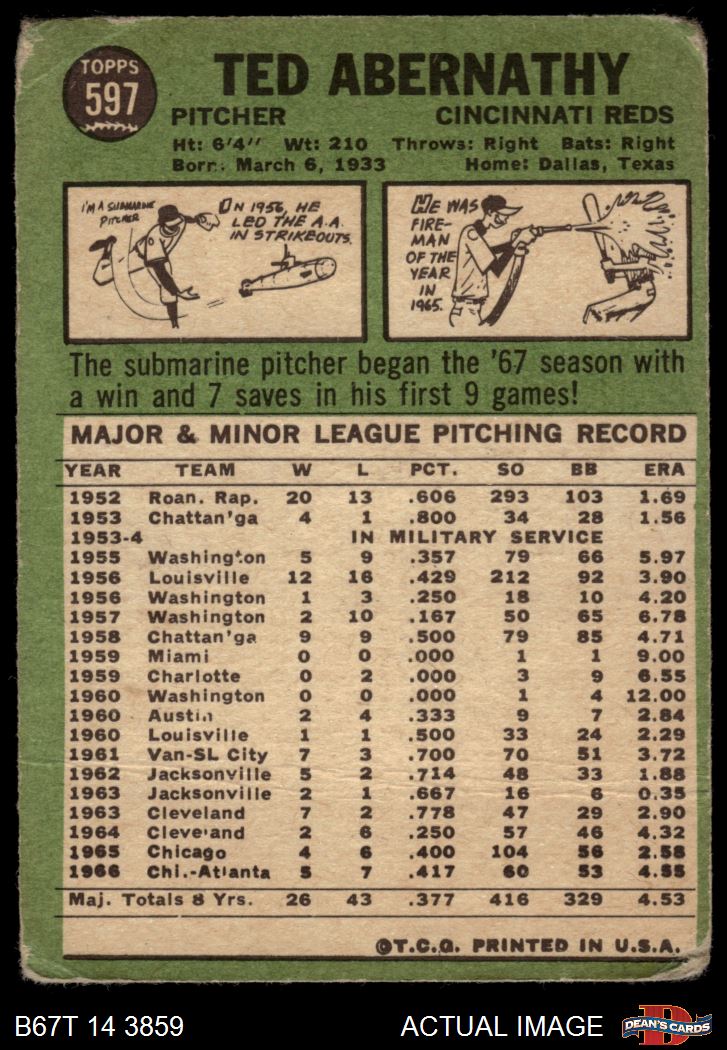 TOPPS
597
TED ABERNATHY
PITCHER CINCINNATI REDS
Ht: 6'4" Wt: 210 Throws: Right Bats: Right
Born: March 6, 1933 Home: Dallas, Texas
I'M A SUBMARINE
PITCHER
ON 1956, HE
LED THE A.A.
IN STRIKEOUTS.
HE WAS
FIRE-
MAN
OF THE
YEAR
IN
1965.
The submarine pitcher began the '67 season with
a win and 7 saves in his first 9 games!
MAJOR & MINOR LEAGUE PITCHING RECORD
YEAR TEAM W L PCT. SO BB ERA
1952 Roan. Rap. 20 13 .606 293 103 1.69
1953 Chattan'ga 4 1 .800 34 28 1.56
1953-4 IN MILITARY SERVICE
1955 Washington 5 9 .357 79 66 5.97
1956 Louisville 12 16 .429 212 92 3.90
1956 Washington 1 3 .250 18 10 4.20
1957 Washington 2 10 .167 50 65 6.78
1958 Chattan'ga 9 9 .500 79 85 4.71
1959 Miami 0 0 .000 1 1 9.00
1959 Charlotte 0 2 .000 3 9 6.55
1960 Washington 0 0 .000 1 4 12.00
1960 Austin 2 4 .333 9 7 2.84
1960 Louisville 1 1 .500 33 24 2.29
1961 Van-SL City 7 3 .700 70 51 3.72
1962 Jacksonville 5 2 .714 48 33 1.88
1963 Jacksonville 2 1 .667 16 6 0.35
1963 Cleveland 7 2 .778 47 29 2.90
1964 Cleveland 2 6 .250 57 46 4.32
1965 Chicago 4 6 .400 104 56 2.58
1966 Chi.-Atlanta 5 7 .417 60 53 4.55
Maj. Totals 8 Yrs. 26 43 .377 416 329 4.53
©T.C.G. PRINTED IN U.S.A.
B67T 14 3859 ACTUAL IMAGE
D
DEAN'S CARDS